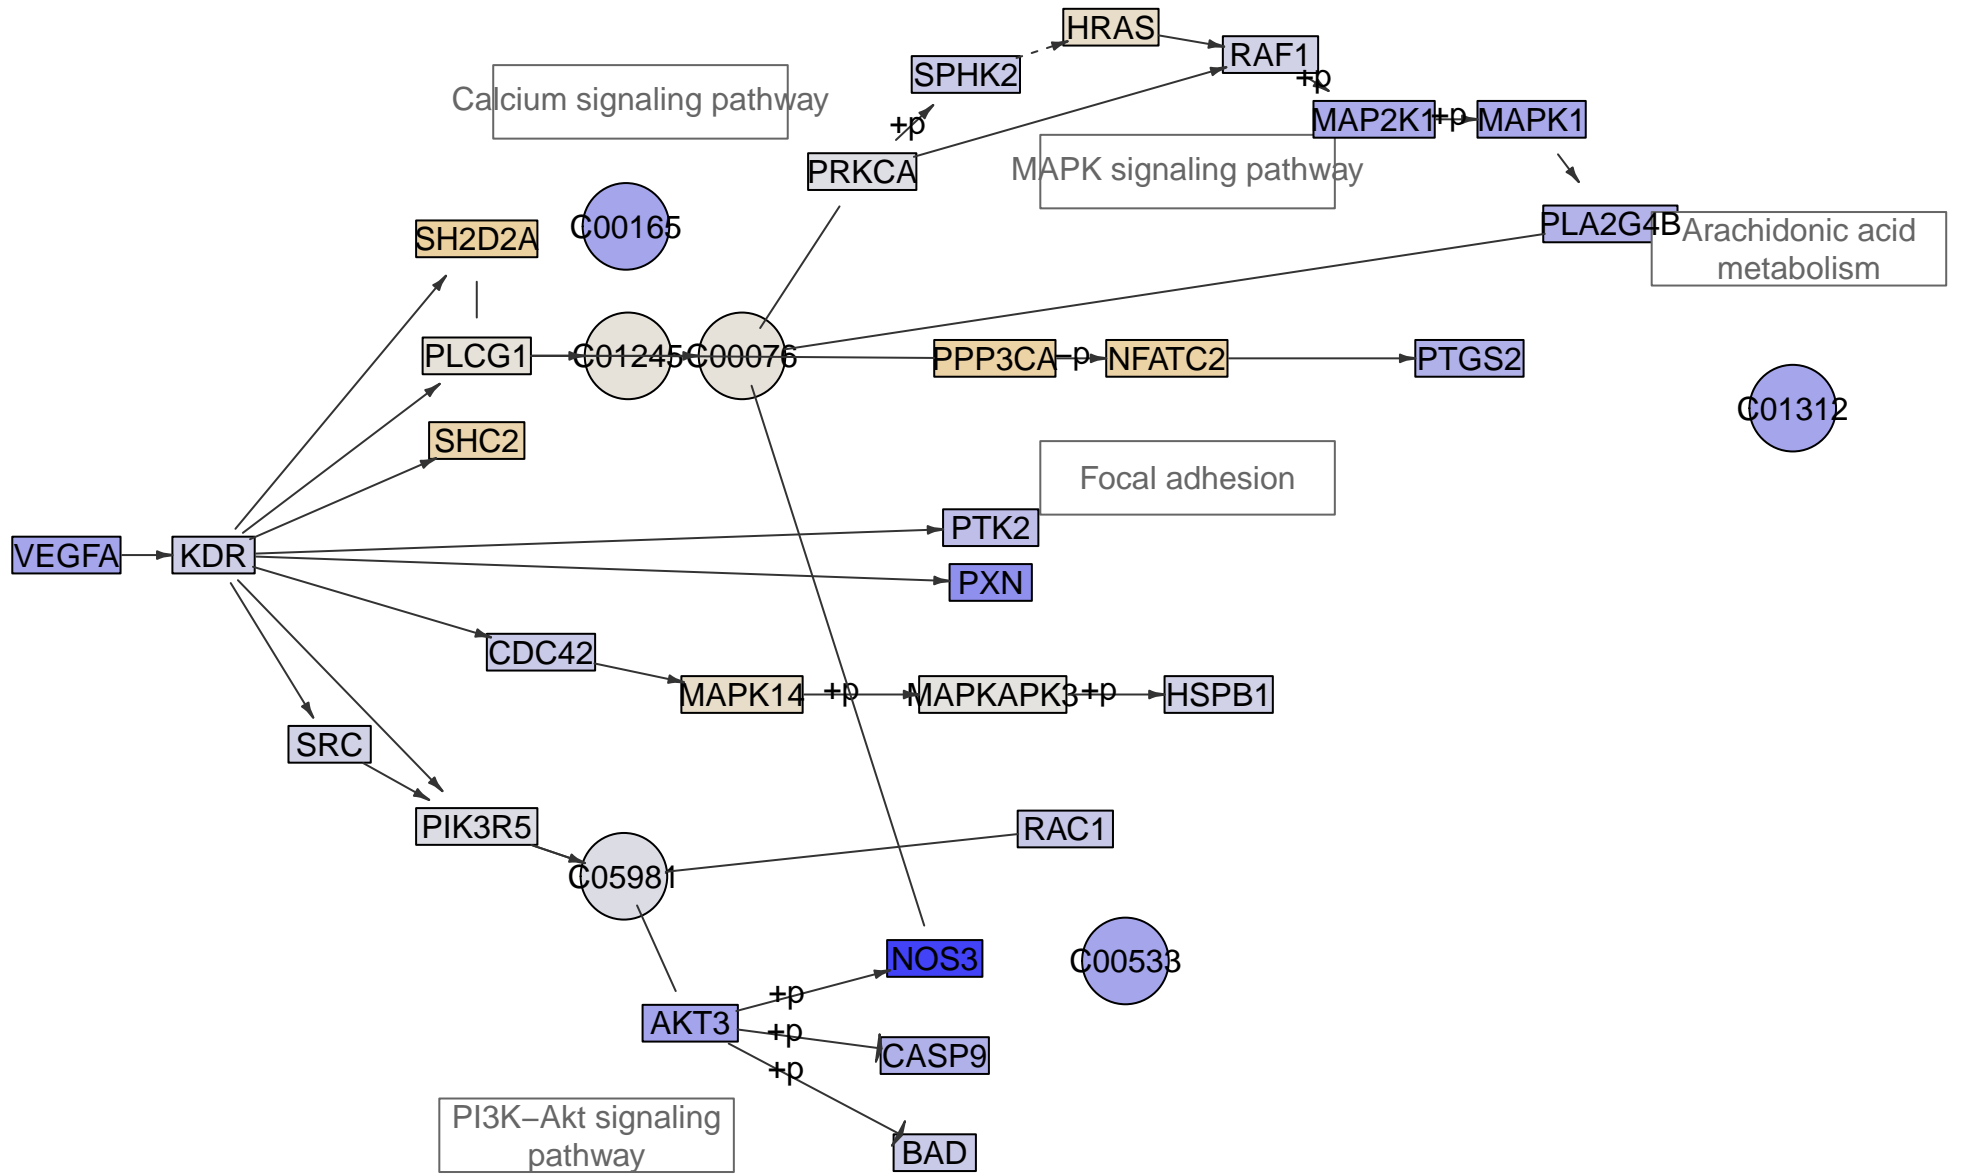 HRAS
RAF1
+p
SPHK2
Calcium signaling pathway
MAP2K1
+p
MAPK1
+p
PRKCA
MAPK signaling pathway
C00165
SH2D2A
PLA2G4B
Arachidonic acid
metabolism
PLCG1
C01245
C00076
PPP3CA
−p
NFATC2
PTGS2
C01312
SHC2
Focal adhesion
PTK2
VEGFA
KDR
PXN
CDC42
MAPK14
+p
MAPKAPK3
+p
HSPB1
SRC
PIK3R5
RAC1
C05981
NOS3
C00533
+p
AKT3
+p
CASP9
+p
PI3K−Akt signaling
pathway
BAD